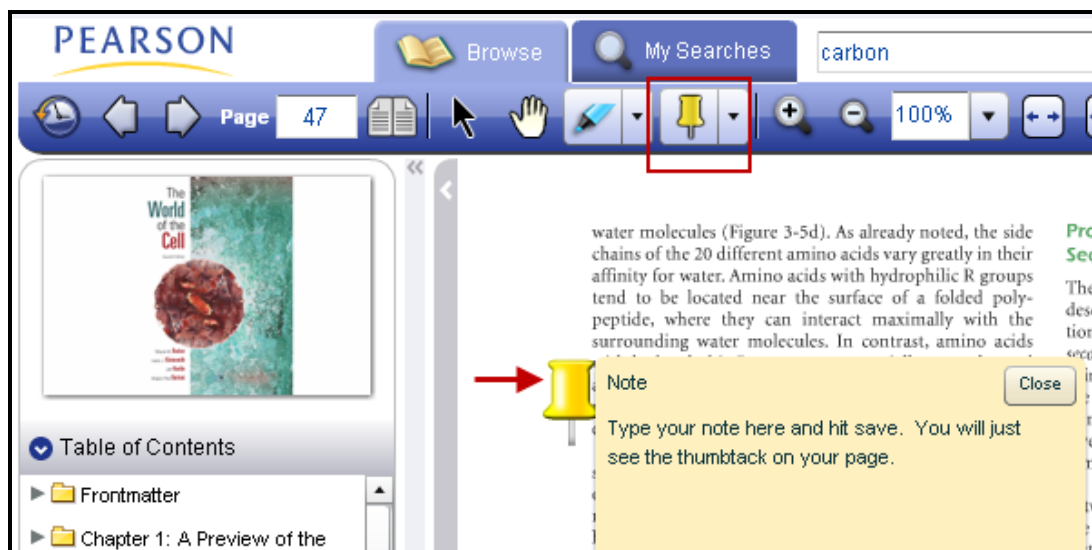 PEARSON
Browse
My Searches
carbon
Page
47
100%
The
World
of the
Cell
water molecules (Figure 3-5d). As already noted, the side
chains of the 20 different amino acids vary greatly in their
affinity for water. Amino acids with hydrophilic R groups
tend to be located near the surface of a folded poly-
peptide, where they can interact maximally with the
surrounding water molecules. In contrast, amino acids
Note
Close
Type your note here and hit save. You will just
see the thumbtack on your page.
Table of Contents
Frontmatter
Chapter 1: A Preview of the
The